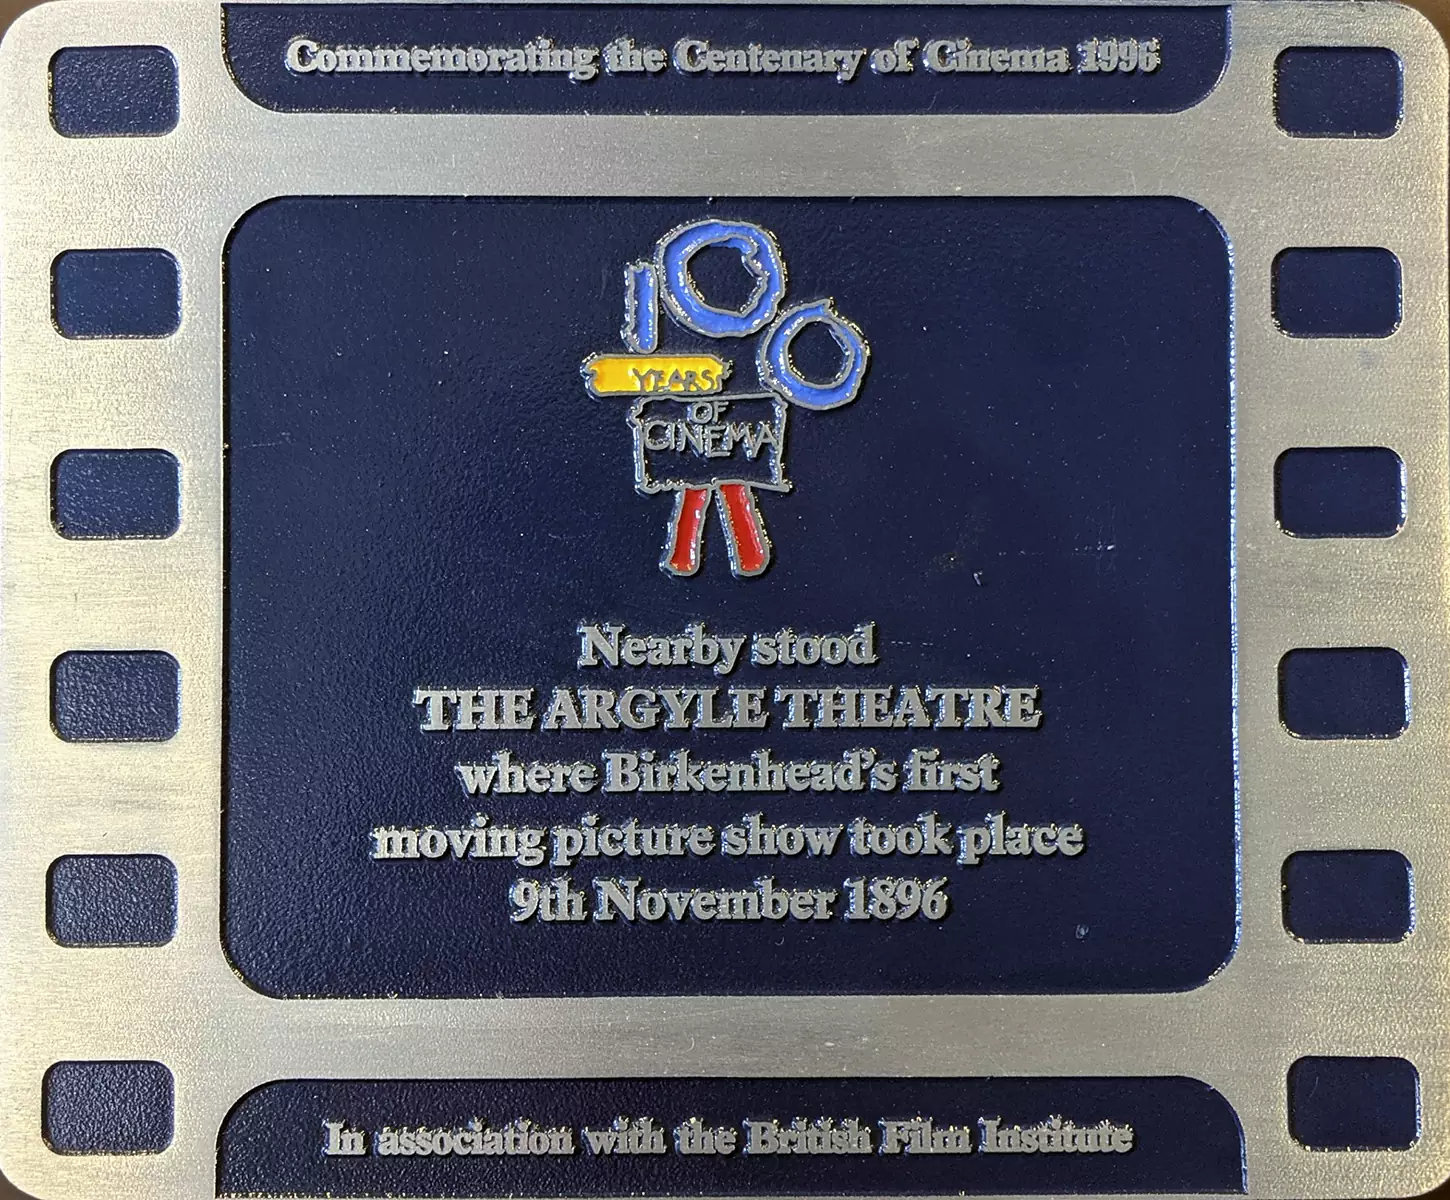 Commemorating the Centenary of Cinema 1996
100
YEARS
OF
CINEMA
Nearby stood
THE ARGYLE THEATRE
where Birkenhead's first
moving picture show took place
9th November 1896
In association with the British Film Institute